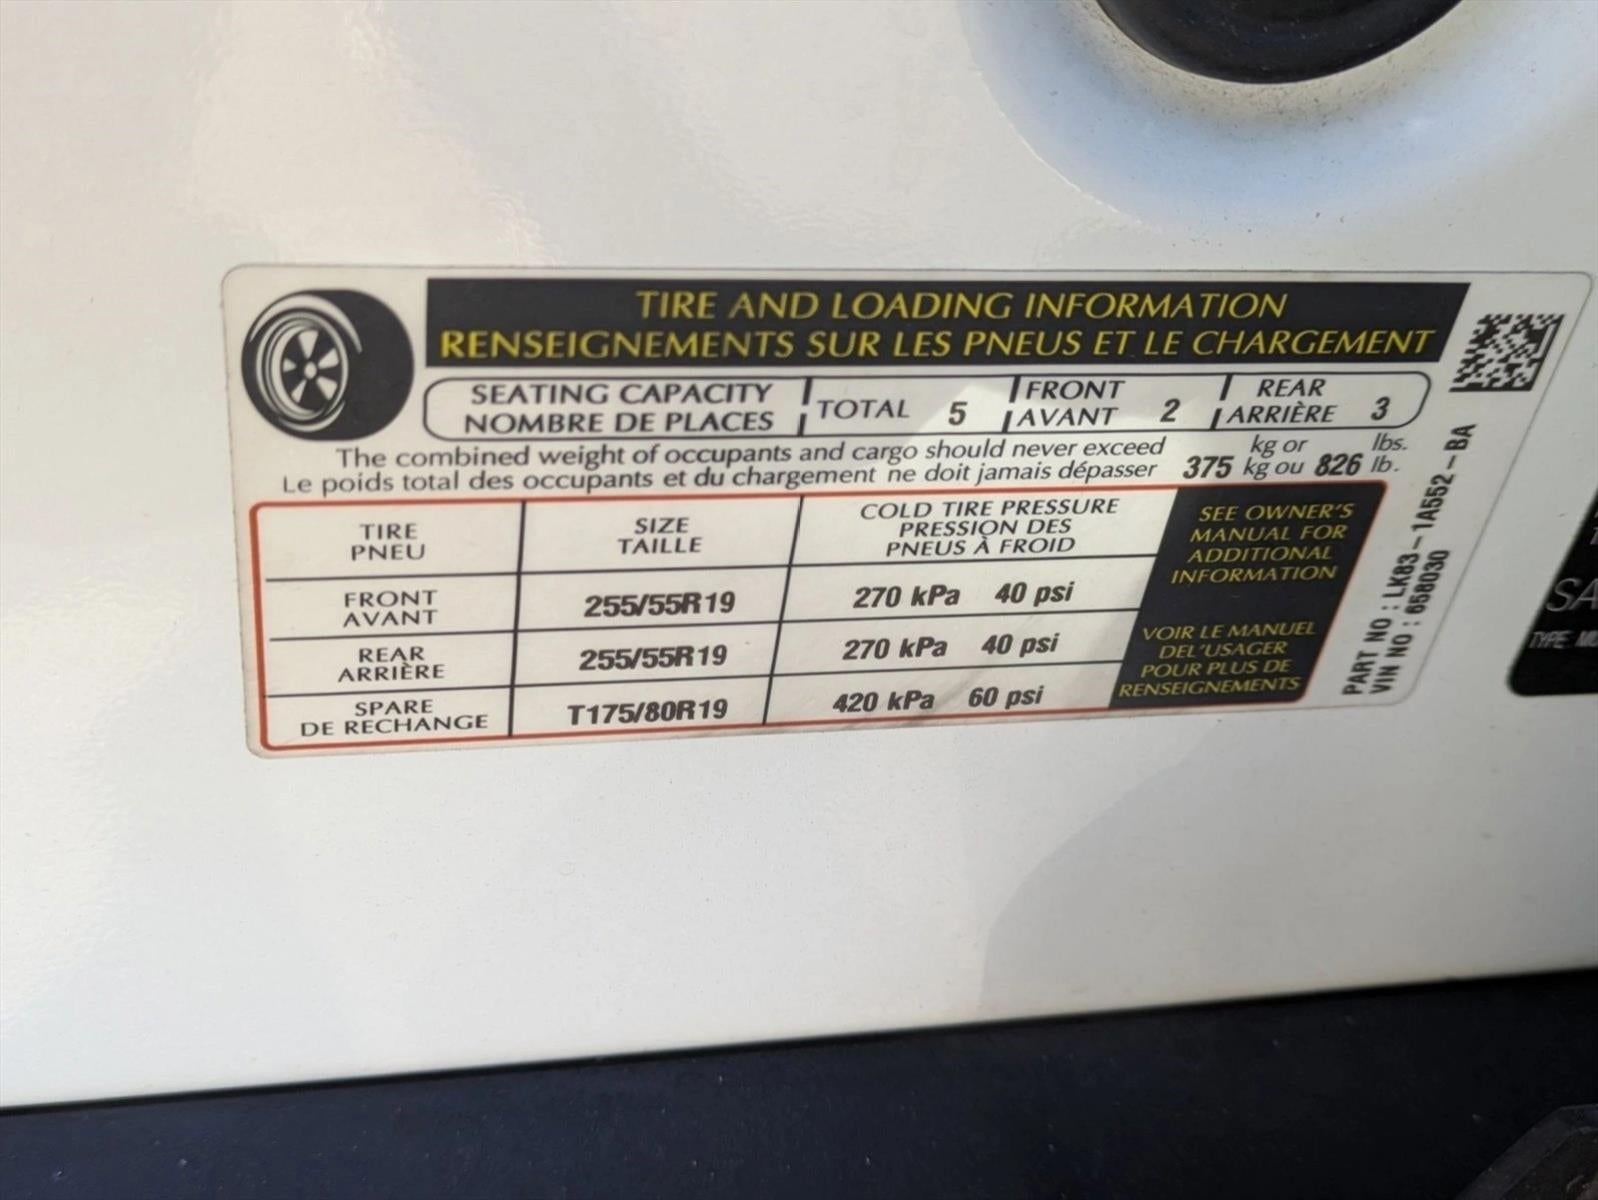 TIRE AND LOADING INFORMATION
RENSEIGNEMENTS SUR LES PNEUS ET LE CHARGEMENT
SEATING CAPACITY
NOMBRE DE PLACES
TOTAL 5
FRONT
AVANT 2
REAR
ARRIÈRE 3
The combined weight of occupants and cargo should never exceed
Le poids total des occupants et du chargement ne doit jamais dépasser
375 kg or
kg ou 826 lbs.
lb.
TIRE
PNEU
SIZE
TAILLE
COLD TIRE PRESSURE
PRESSION DES
PNEUS À FROID
FRONT
AVANT
255/55R19
270 kPa 40 psi
REAR
ARRIÈRE
255/55R19
270 kPa 40 psi
SPARE
DE RECHANGE
T175/80R19
420 kPa 60 psi
SEE OWNER'S
MANUAL FOR
ADDITIONAL
INFORMATION
VOIR LE MANUEL
DEL'USAGER
POUR PLUS DE
RENSEIGNEMENTS
PART NO : LK83-1A552-BA
VIN NO : 658030
SA
TYPE